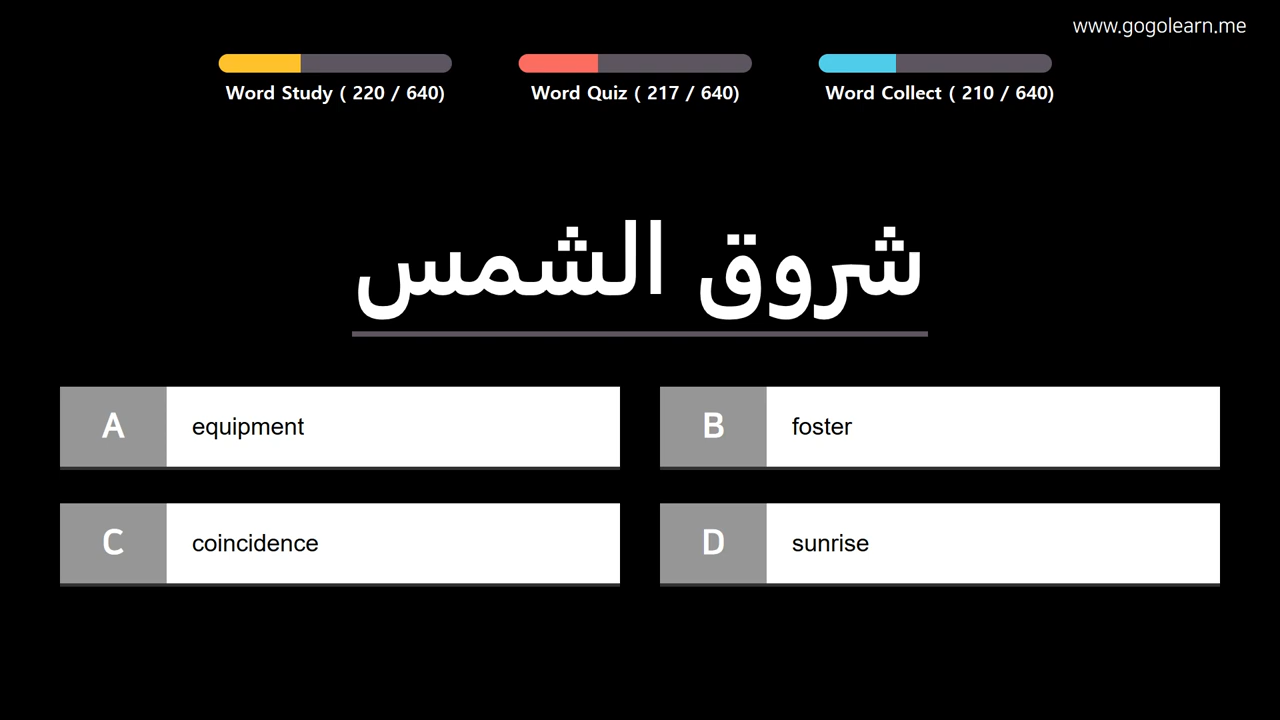 www.gogolearn.me
Word Study ( 220 / 640)
Word Quiz ( 217 / 640)
Word Collect ( 210 / 640)
شروق الشمس
A equipment
B foster
C coincidence
D sunrise